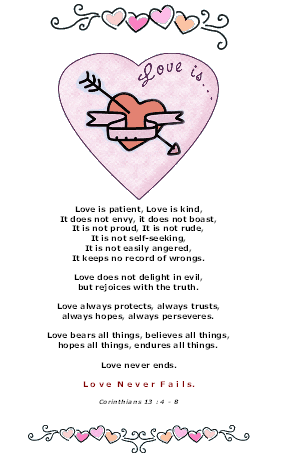 Love is...
Love is patient, Love is kind,
It does not envy, it does not boast,
It is not proud, It is not rude,
It is not self-seeking,
It is not easily angered,
It keeps no record of wrongs.
Love does not delight in evil,
but rejoices with the truth.
Love always protects, always trusts,
always hopes, always perseveres.
Love bears all things, believes all things,
hopes all things, endures all things.
Love never ends.
Love Never Fails.
Corinthians 13 : 4 - 8